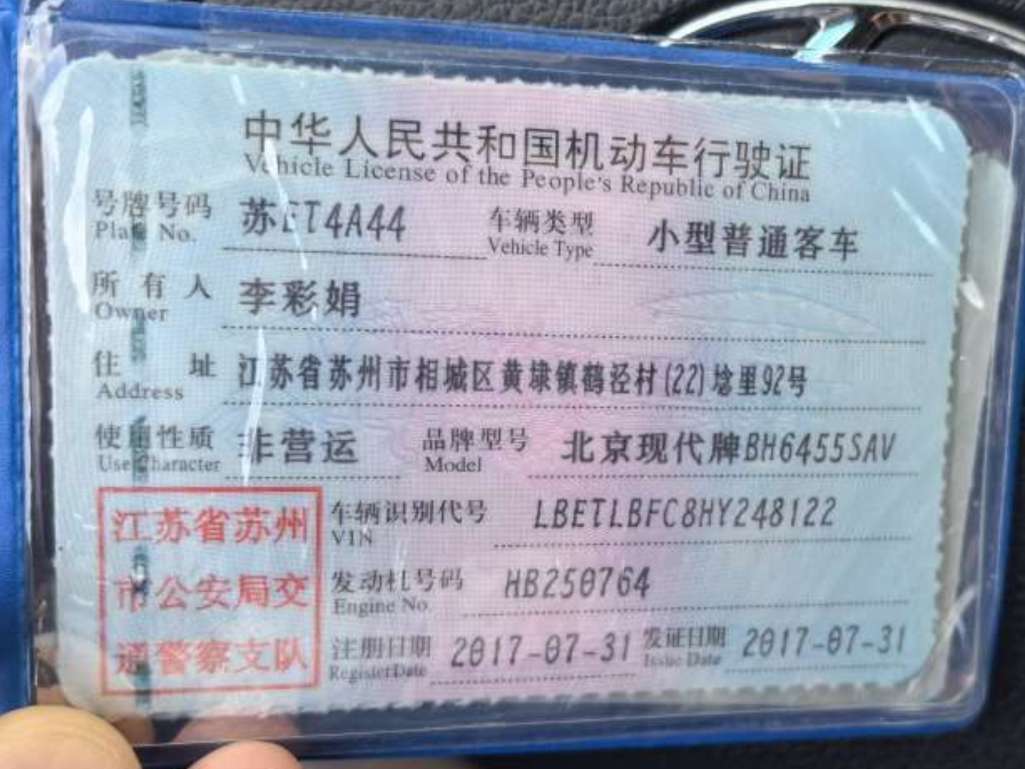 中华人民共和国机动车行驶证
Vehicle License of the People's Republic of China
号牌号码 苏ET4A44 车辆类型 小型普通客车
Plate No. Vehicle Type
所有人 李彩娟
Owner
住址 江苏省苏州市相城区黄埭镇鹤泾村(22)埝里92号
Address
使用性质 非营运 品牌型号 北京现代牌BH6455SAV
Use Character Model
江苏省苏州 车辆识别代号 LBETLBFC8HY248122
VIN
市公安局交 发动机号码 HB250764
Engine No.
通警察支队 注册日期 2017-07-31 发证日期 2017-07-31
Register Date Issue Date